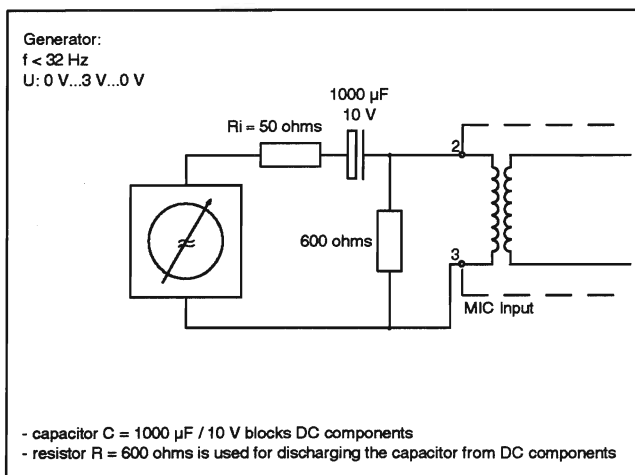 Generator:
f < 32 Hz
U: 0 V...3 V...0 V
1000 µF
10 V
Ri = 50 ohms
2
600 ohms
3
MIC Input
- capacitor C = 1000 µF / 10 V blocks DC components
- resistor R = 600 ohms is used for discharging the capacitor from DC components